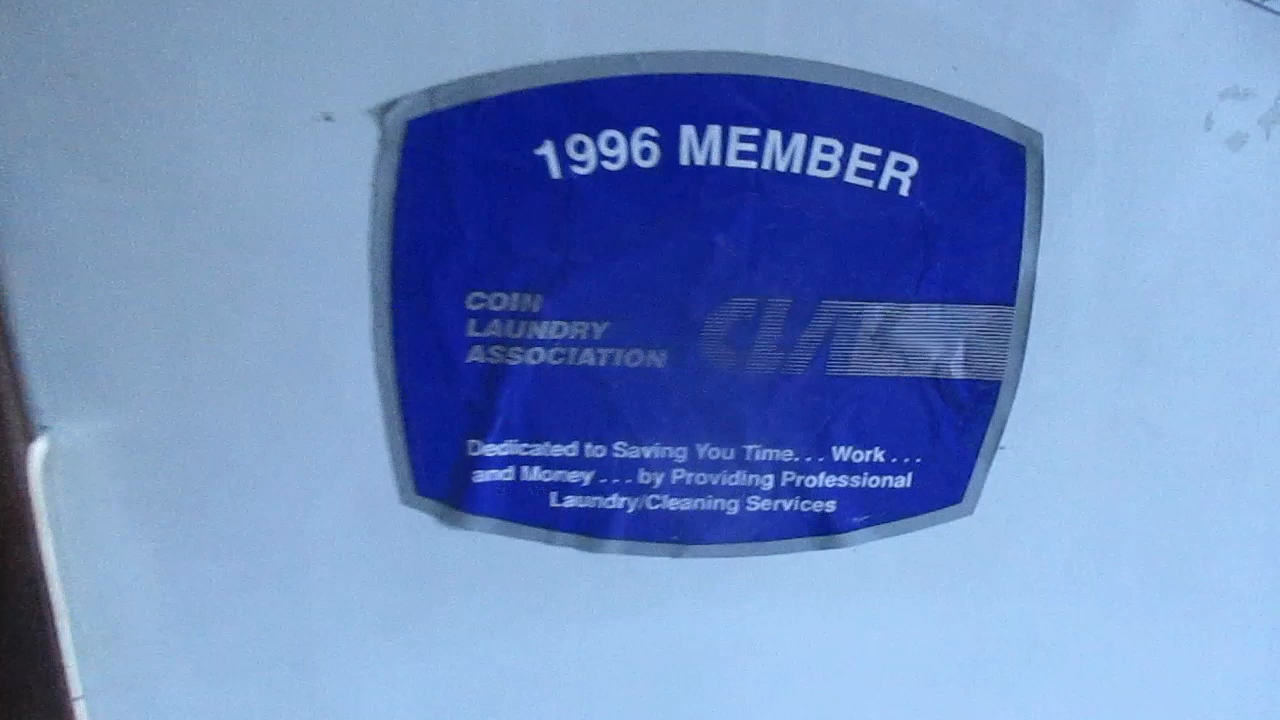 1996 MEMBER
COIN
LAUNDRY
ASSOCIATION
CLA
Dedicated to Saving You Time. . . Work . . .
and Money . . . by Providing Professional
Laundry/Cleaning Services